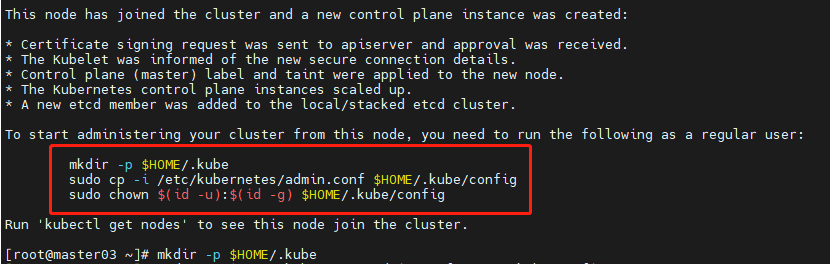 This node has joined the cluster and a new control plane instance was created:
* Certificate signing request was sent to apiserver and approval was received.
* The Kubelet was informed of the new secure connection details.
* Control plane (master) label and taint were applied to the new node.
* The Kubernetes control plane instances scaled up.
* A new etcd member was added to the local/stacked etcd cluster.
To start administering your cluster from this node, you need to run the following as a regular user:
mkdir -p $HOME/.kube
sudo cp -i /etc/kubernetes/admin.conf $HOME/.kube/config
sudo chown $(id -u):$(id -g) $HOME/.kube/config
Run 'kubectl get nodes' to see this node join the cluster.
[root@master03 ~]# mkdir -p $HOME/.kube